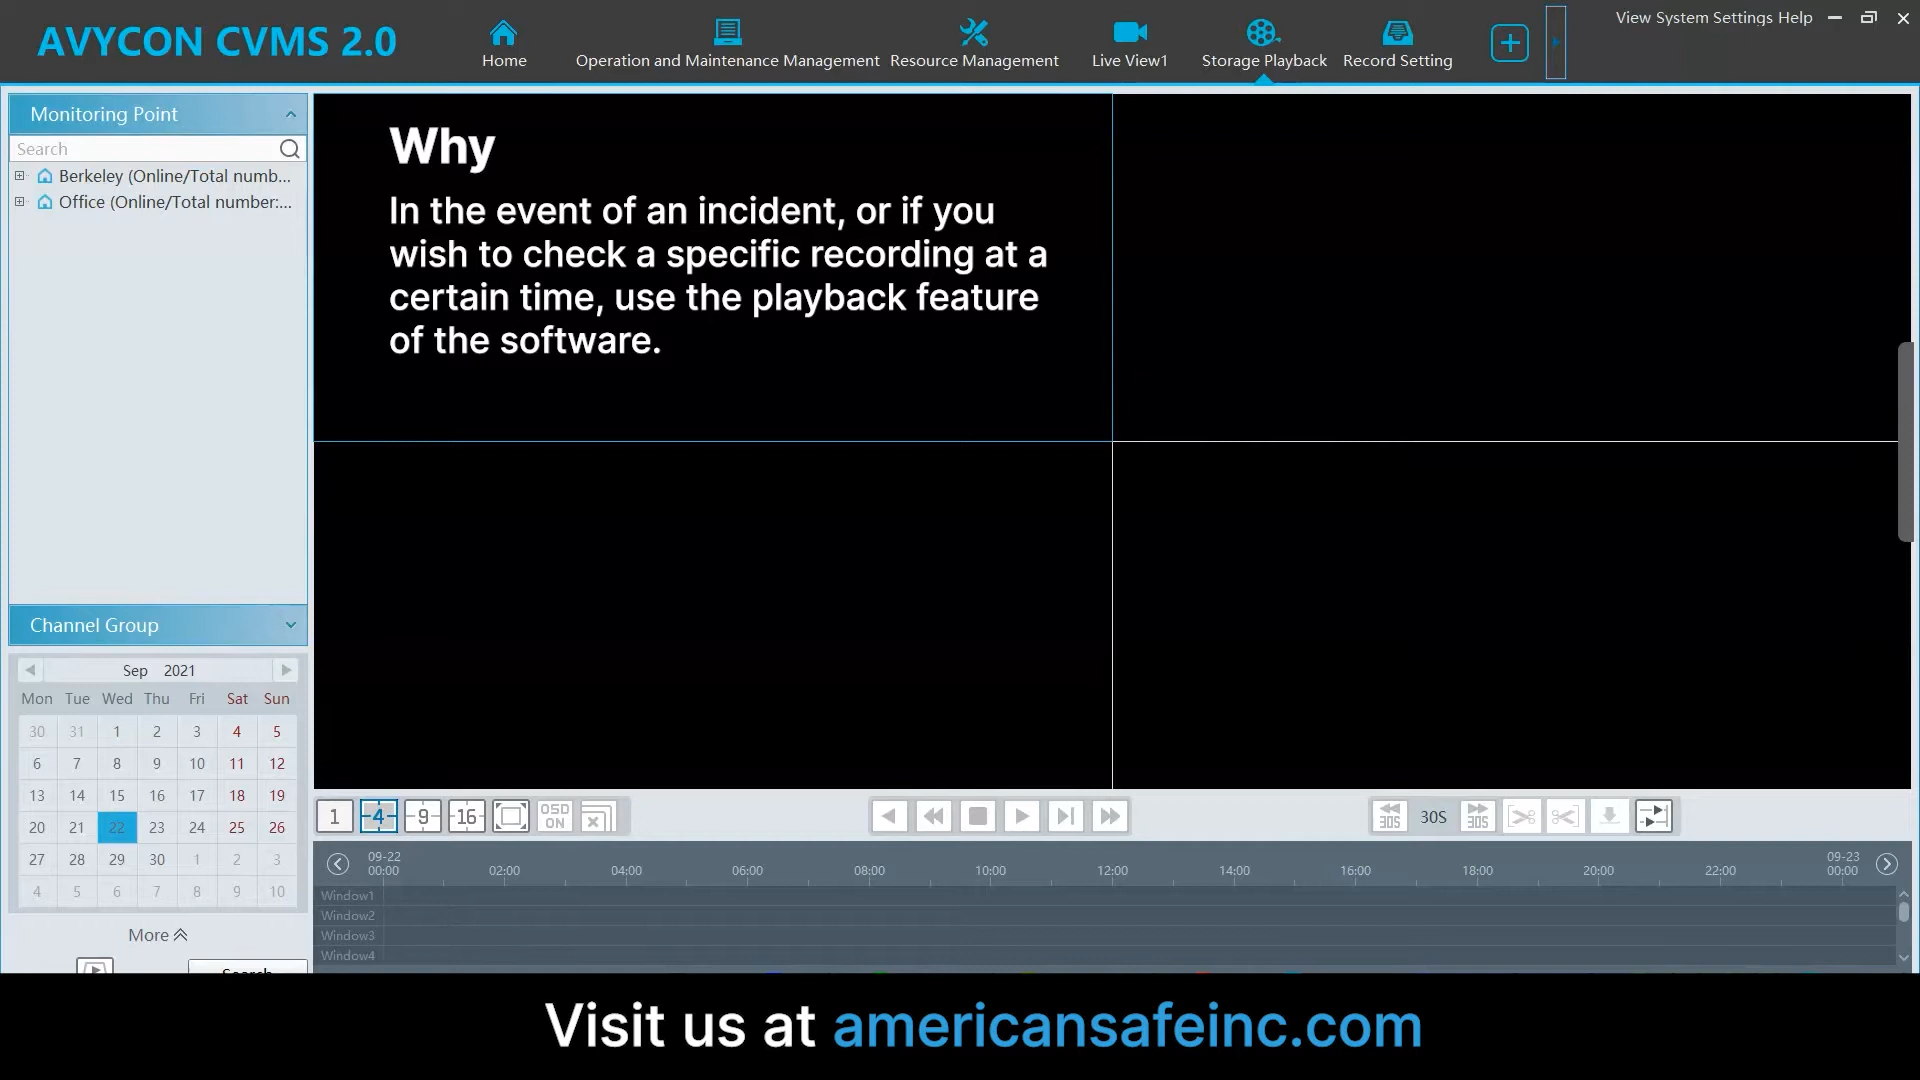 AVYCON CVMS 2.0
Home
Operation and Maintenance Management
Resource Management
Live View1
Storage Playback
Record Setting
View System Settings Help
Monitoring Point
Search
Berkeley (Online/Total numb...
Office (Online/Total number:...
Why
In the event of an incident, or if you
wish to check a specific recording at a
certain time, use the playback feature
of the software.
Channel Group
Sep 2021
Mon Tue Wed Thu Fri Sat Sun
30 31 1 2 3 4 5
6 7 8 9 10 11 12
13 14 15 16 17 18 19
20 21 22 23 24 25 26
27 28 29 30 1 2 3
4 5 6 7 8 9 10
More
Search
1 4 9 16 OSD ON
30S 30S 30S
09-22 09-23
00:00 02:00 04:00 06:00 08:00 10:00 12:00 14:00 16:00 18:00 20:00 22:00 00:00
Window1
Window2
Window3
Window4
Visit us at americansafeinc.com